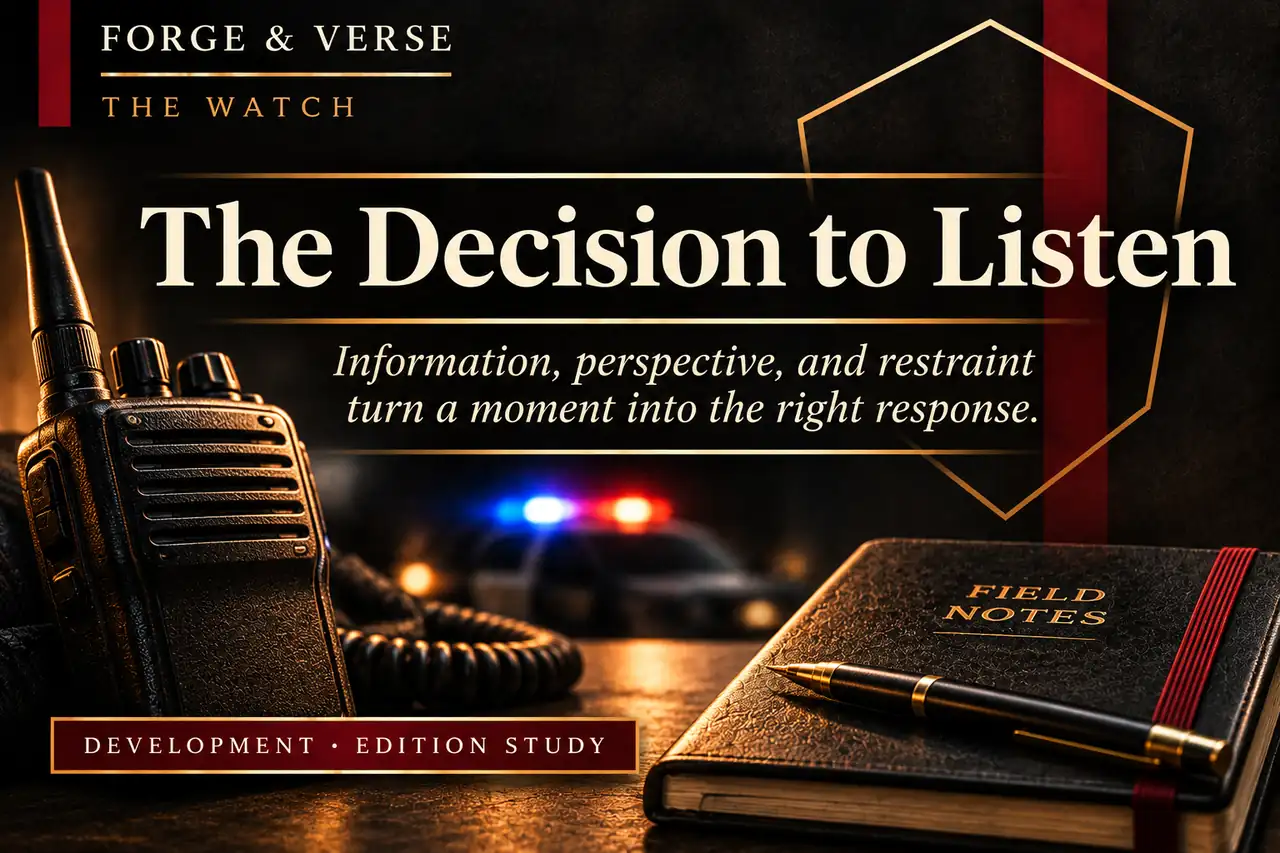 FORGE & VERSE
THE WATCH
The Decision to Listen
Information, perspective, and restraint
turn a moment into the right response.
FIELD
NOTES
DEVELOPMENT · EDITION STUDY